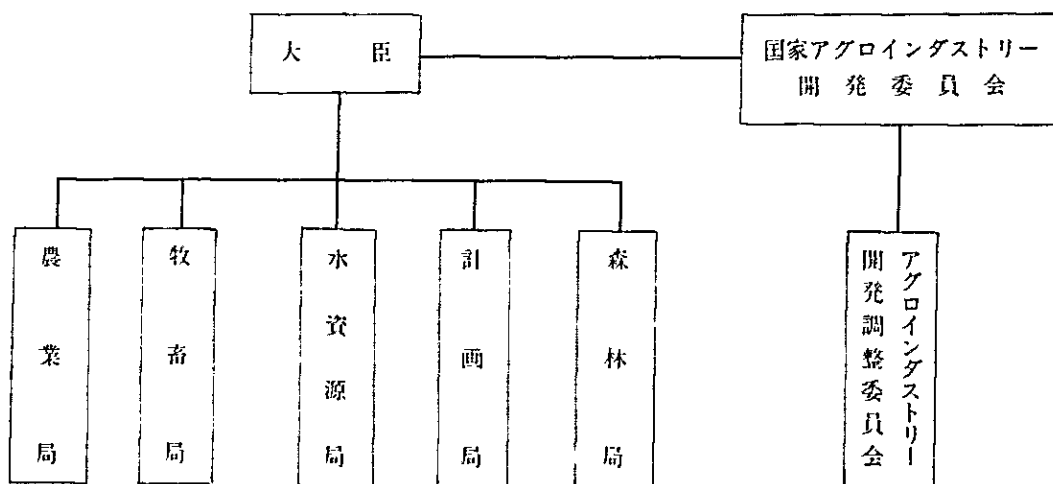 大臣
国家アグロインダストリー
開発委員会
農業局
牧畜局
水資源局
計画局
森林局
アグロインダストリー
開発調整委員会